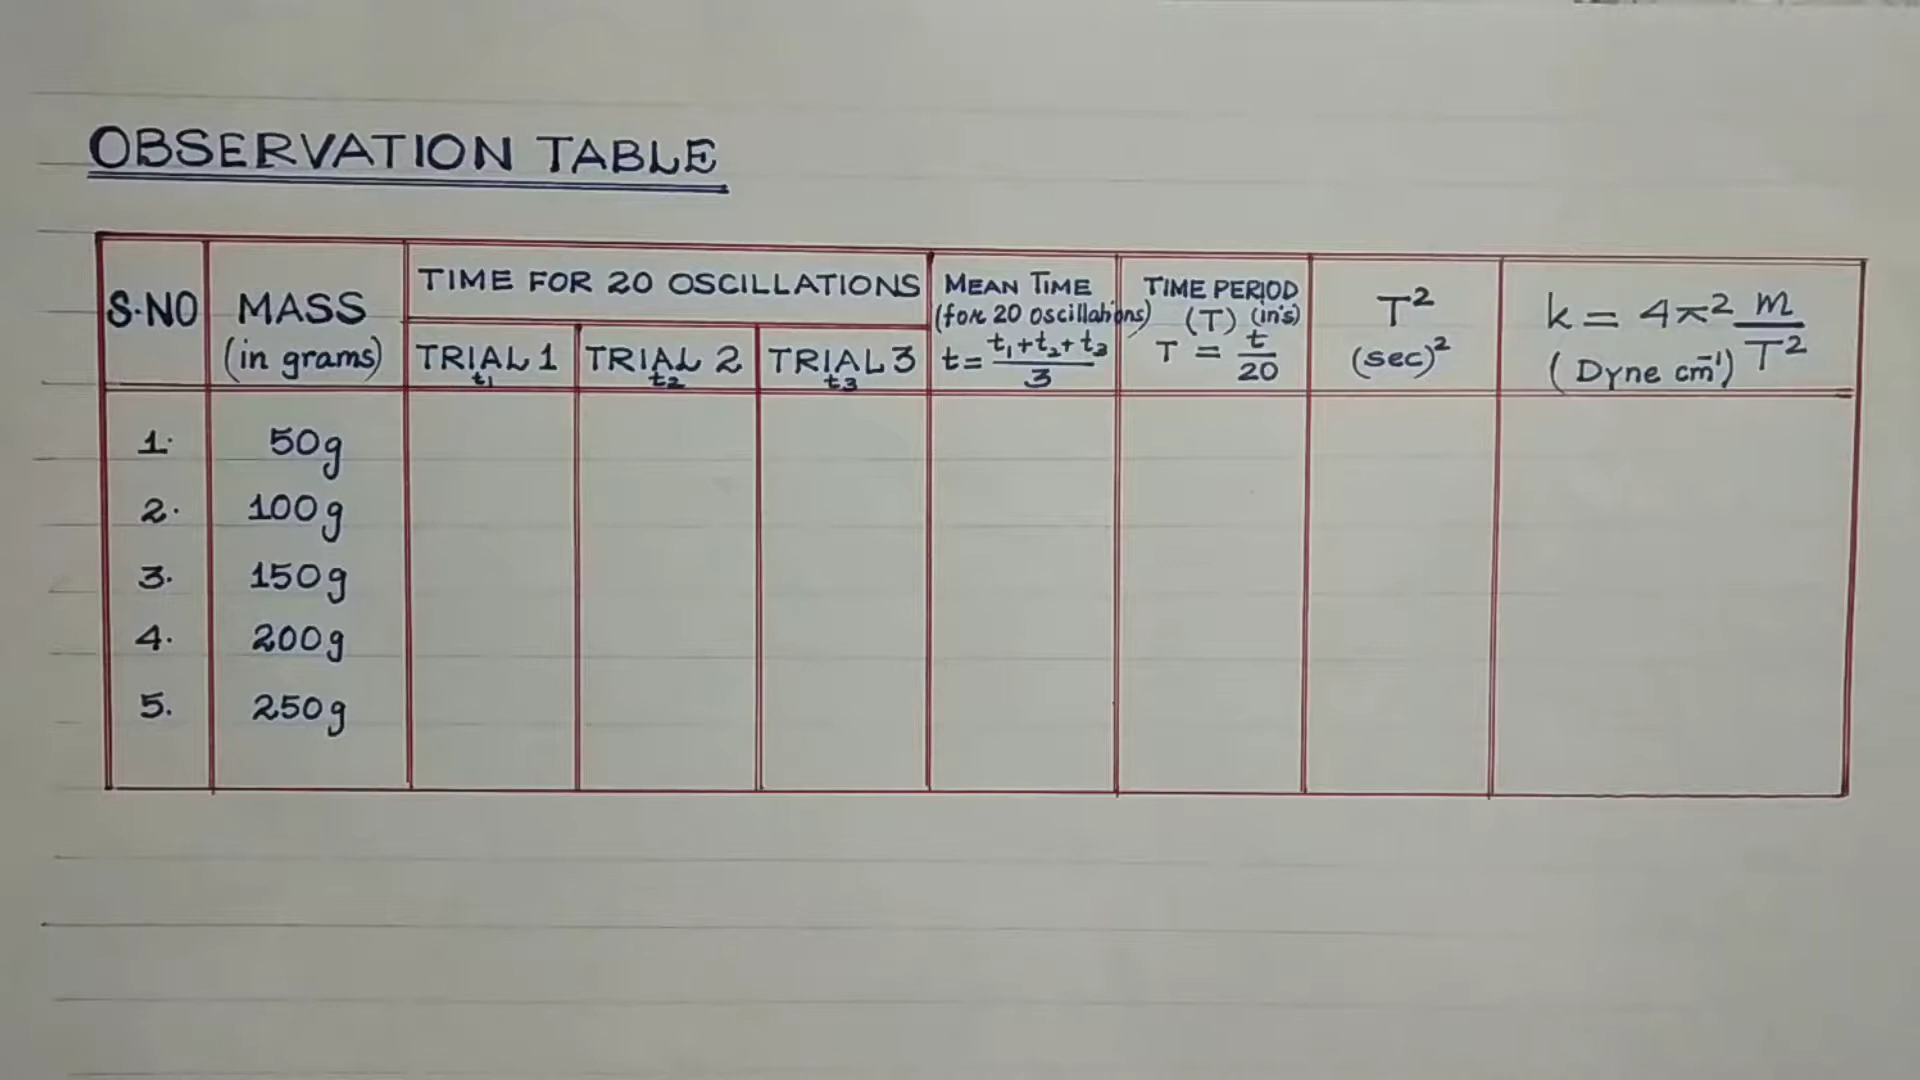 OBSERVATION TABLE
S.NO
MASS
(in grams)
TIME FOR 20 OSCILLATIONS
TRIAL 1
t₁
TRIAL 2
t₂
TRIAL 3
t₃
MEAN TIME
(for 20 oscillations)
t = (t₁+t₂+t₃)/3
TIME PERIOD
(T) (in s)
T = t/20
T²
(sec)²
k = 4π² m/T²
(Dyne cm⁻¹)
1. 50g
2. 100g
3. 150g
4. 200g
5. 250g